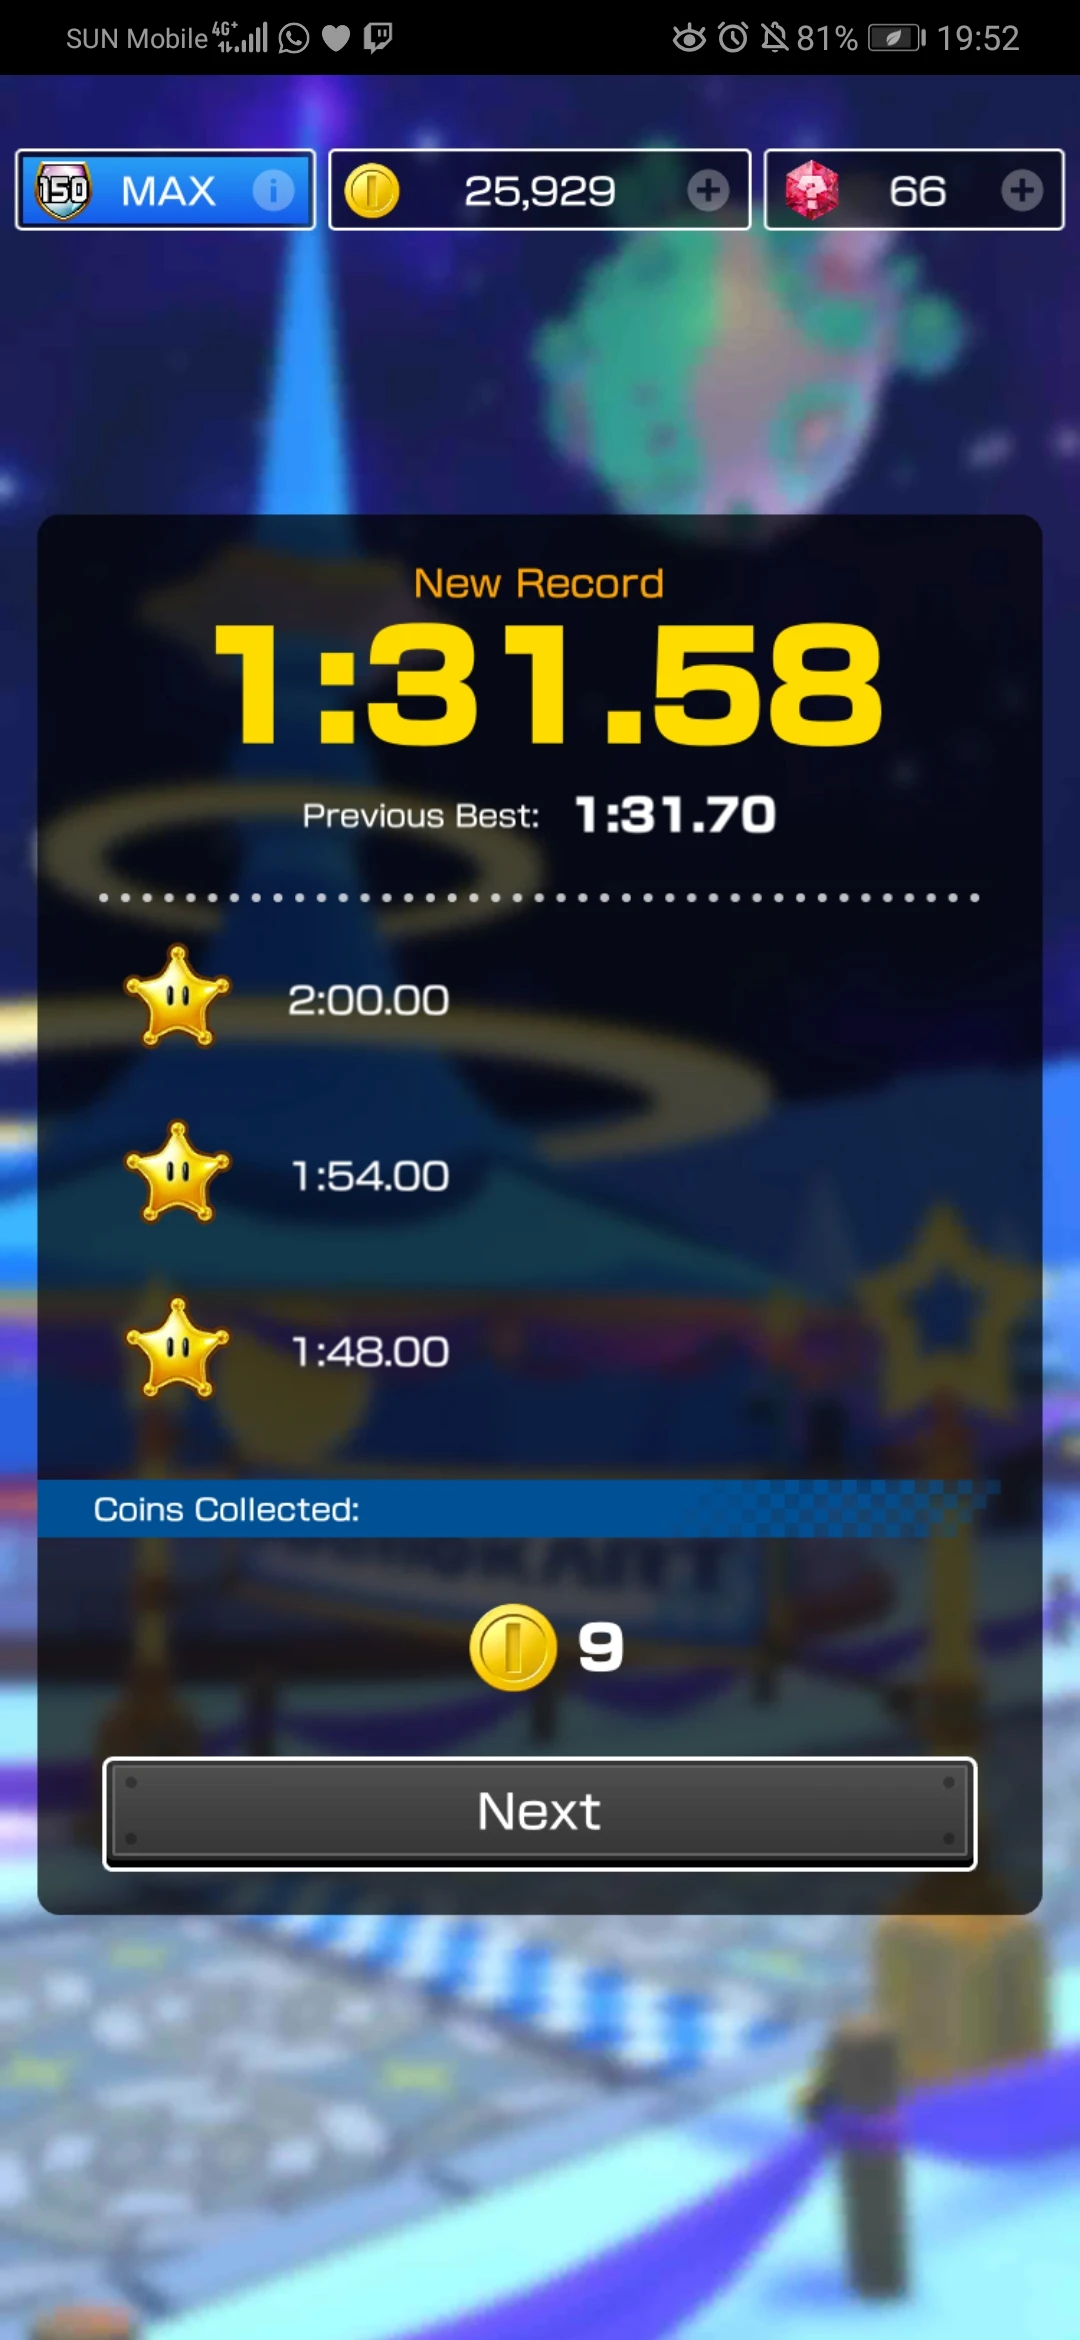 SUN Mobile 4G+ 81% 19:52
150 MAX i 25,929 + ? 66 +
New Record
1:31.58
Previous Best: 1:31.70
2:00.00
1:54.00
1:48.00
Coins Collected:
9
Next